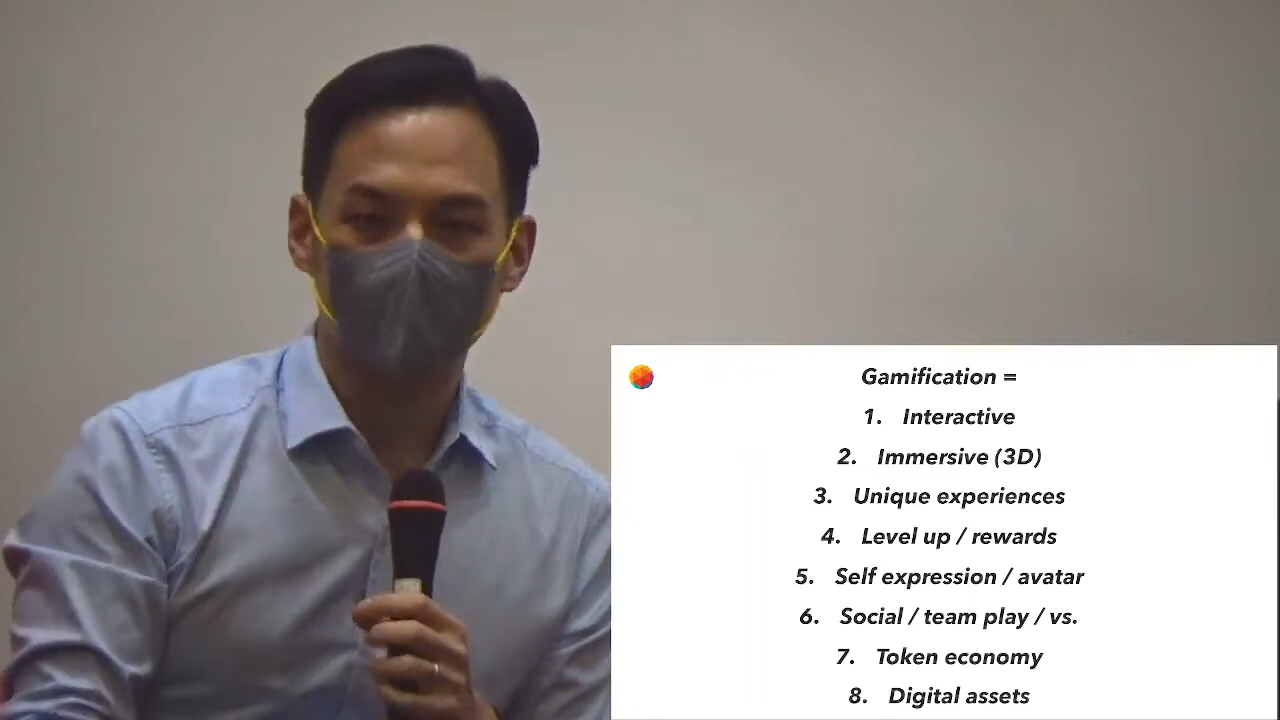 Gamification =
1. Interactive
2. Immersive (3D)
3. Unique experiences
4. Level up / rewards
5. Self expression / avatar
6. Social / team play / vs.
7. Token economy
8. Digital assets